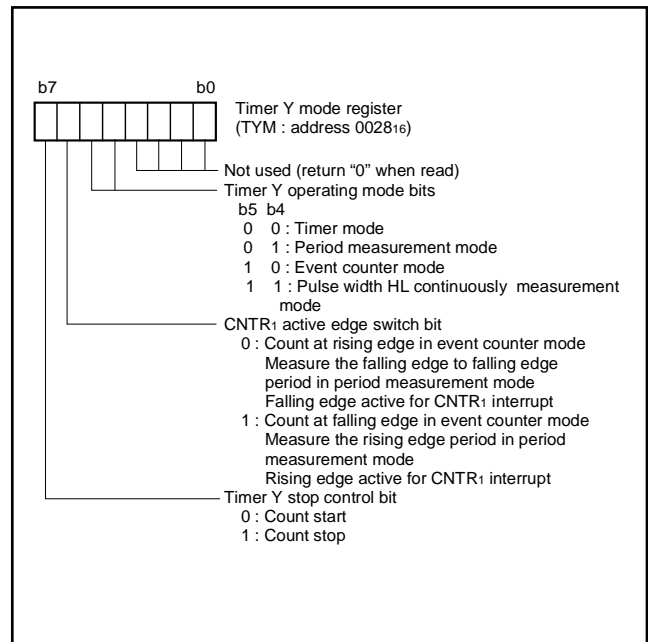 b7 b0
Timer Y mode register
(TYM : address 002816)
Not used (return “0” when read)
Timer Y operating mode bits
b5 b4
0 0 : Timer mode
0 1 : Period measurement mode
1 0 : Event counter mode
1 1 : Pulse width HL continuously measurement
mode
CNTR1 active edge switch bit
0 : Count at rising edge in event counter mode
Measure the falling edge to falling edge
period in period measurement mode
Falling edge active for CNTR1 interrupt
1 : Count at falling edge in event counter mode
Measure the rising edge period in period
measurement mode
Rising edge active for CNTR1 interrupt
Timer Y stop control bit
0 : Count start
1 : Count stop